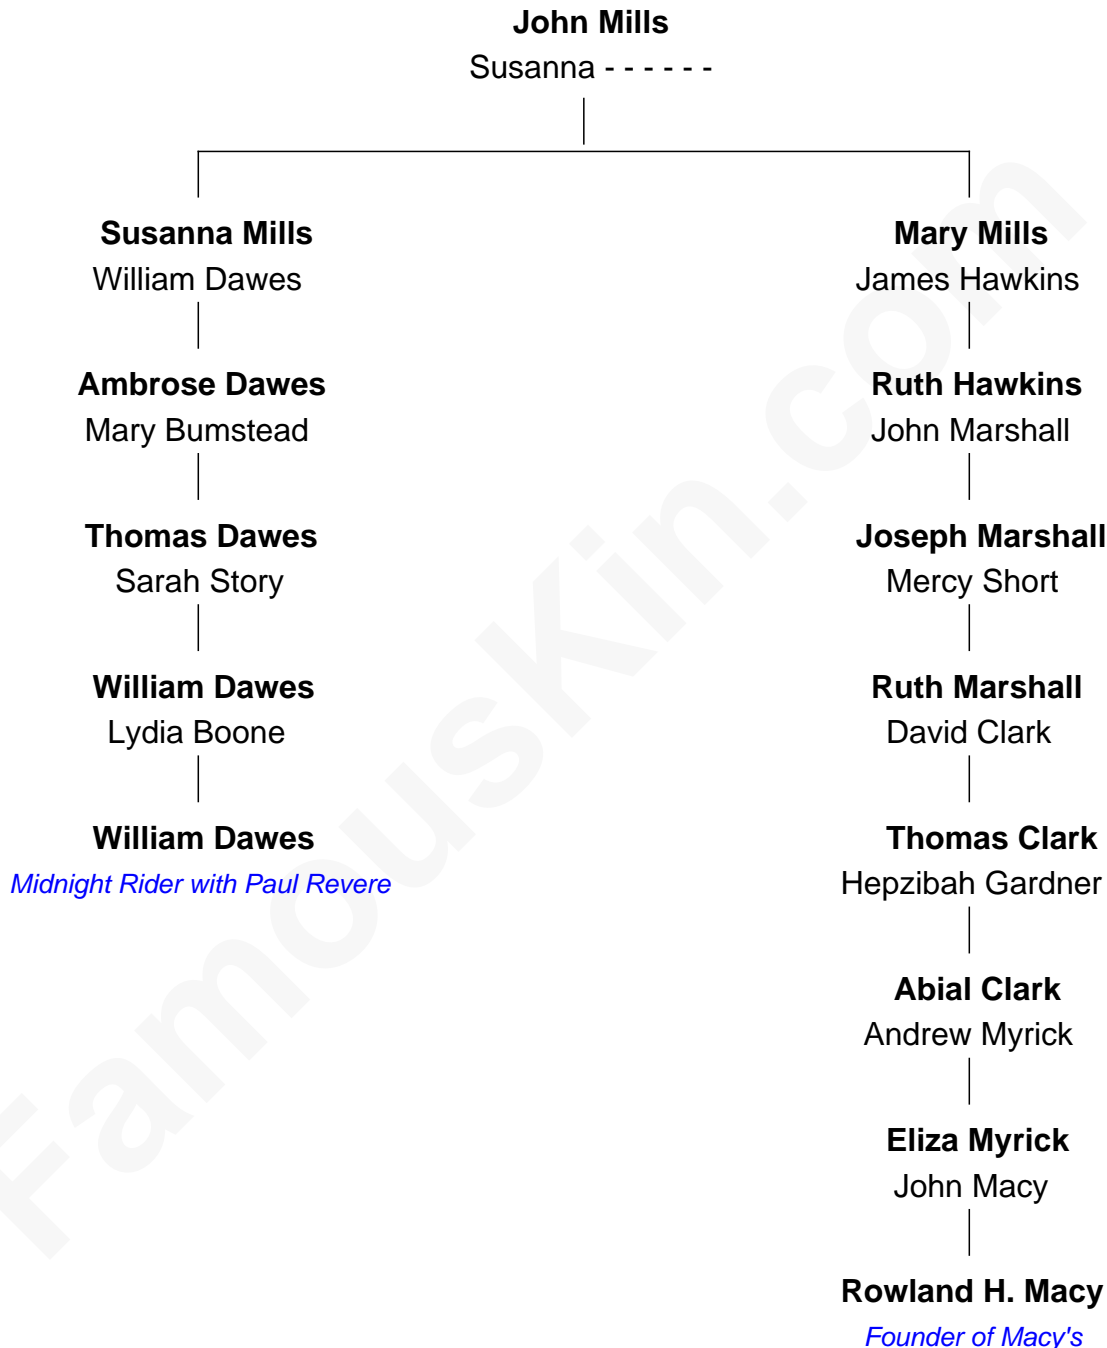 John Mills
Susanna - - - - - -
Susanna Mills
William Dawes
Ambrose Dawes
Mary Bumstead
Thomas Dawes
Sarah Story
William Dawes
Lydia Boone
William Dawes
Midnight Rider with Paul Revere
Mary Mills
James Hawkins
Ruth Hawkins
John Marshall
Joseph Marshall
Mercy Short
Ruth Marshall
David Clark
Thomas Clark
Hepzibah Gardner
Abial Clark
Andrew Myrick
Eliza Myrick
John Macy
Rowland H. Macy
Founder of Macy's
FamousKin.com